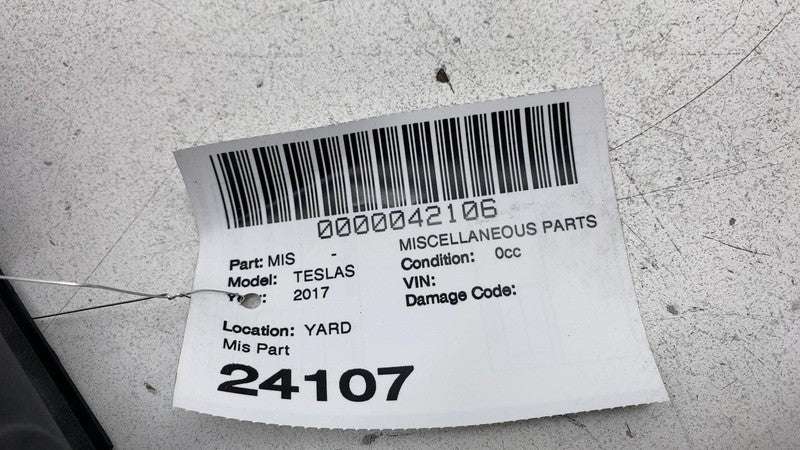 0000042106
Part: MIS - MISCELLANEOUS PARTS
Model: TESLAS Condition: 0cc
2017 VIN:
Damage Code:
Location: YARD
Mis Part
24107